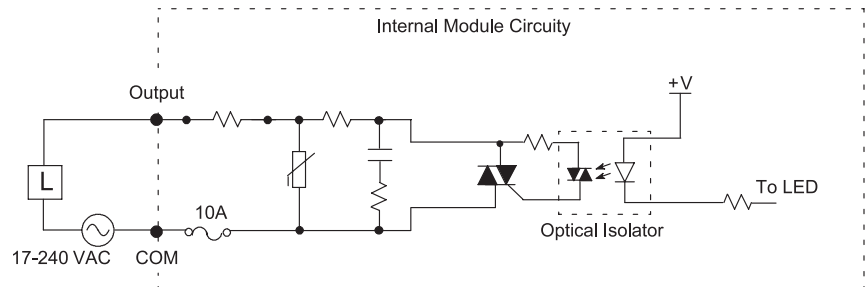 Internal Module Circuity
Output
+V
L
10A
To LED
17-240 VAC
COM
Optical Isolator